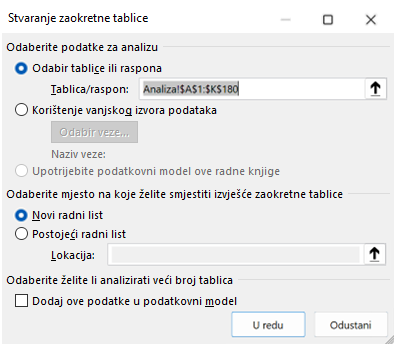 Stvaranje zaokretne tablice
Odaberite podatke za analizu
Odabir tablice ili raspona
Tablica/raspon: Analiza!$A$1:$K$180
Korištenje vanjskog izvora podataka
Odabir veze...
Naziv veze:
Upotrijebite podatkovni model ove radne knjige
Odaberite mjesto na koje želite smjestiti izvješće zaokretne tablice
Novi radni list
Postojeći radni list
Lokacija:
Odaberite želite li analizirati veći broj tablica
Dodaj ove podatke u podatkovni model
U redu Odustani